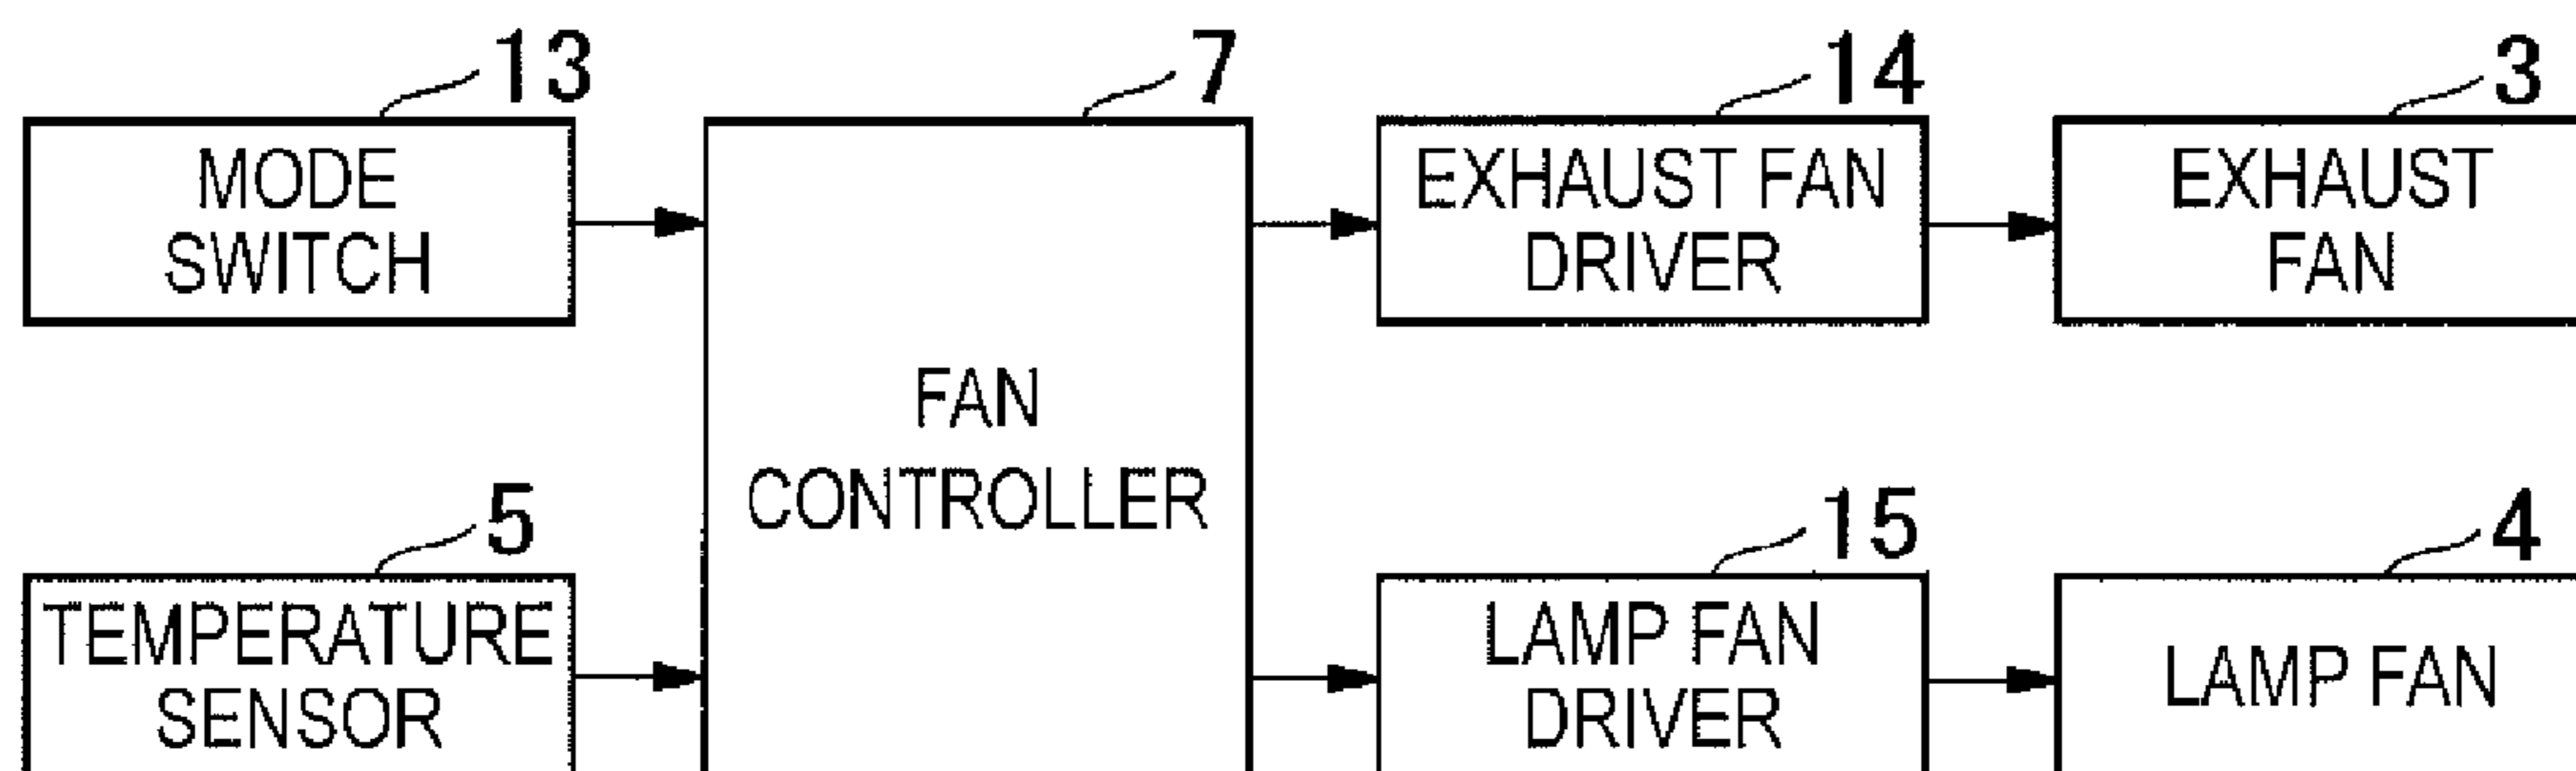 13
MODE
SWITCH
7
FAN
CONTROLLER
14
EXHAUST FAN
DRIVER
3
EXHAUST
FAN
5
TEMPERATURE
SENSOR
15
LAMP FAN
DRIVER
4
LAMP FAN